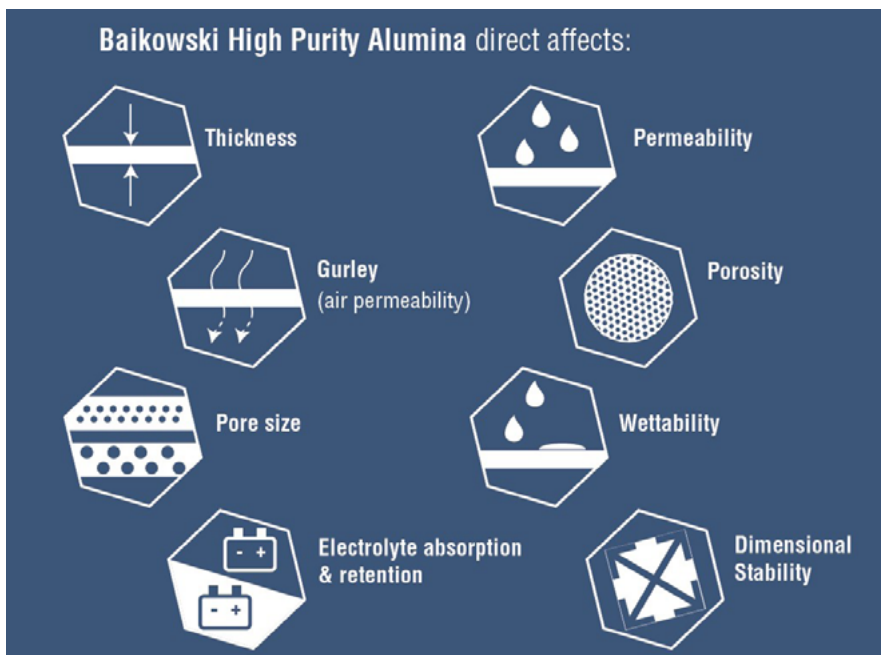 Baikowski High Purity Alumina direct affects:
Thickness
Permeability
Gurley
(air permeability)
Porosity
Pore size
Wettability
Electrolyte absorption
& retention
Dimensional
Stability
- +
- +